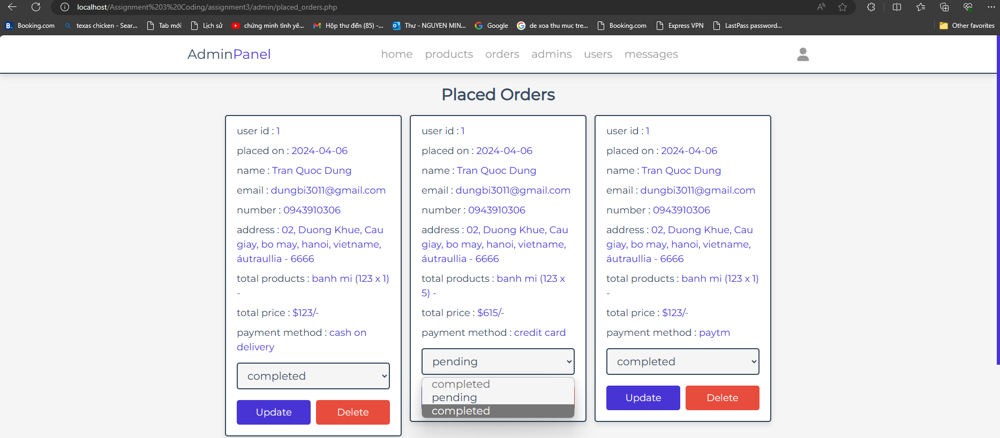 localhost/Assignment%203%20Coding/assignment3/admin/placed_orders.php
Booking.com texas chicken - Sear... Tab mới Lịch sử chứng minh tình yê... Hộp thư đến (85) -... Thư - NGUYEN MIN... Google de xoa thu muc tre... Booking.com Express VPN LastPass password... Other favorites
AdminPanel home products orders admins users messages
Placed Orders
user id : 1
placed on : 2024-04-06
name : Tran Quoc Dung
email : dungbi3011@gmail.com
number : 0943910306
address : 02, Duong Khue, Cau
giay, bo may, hanoi, vietname,
áutraullia - 6666
total products : banh mi (123 x 1)
-
total price : $123/-
payment method : cash on
delivery
completed
Update Delete
user id : 1
placed on : 2024-04-06
name : Tran Quoc Dung
email : dungbi3011@gmail.com
number : 0943910306
address : 02, Duong Khue, Cau
giay, bo may, hanoi, vietname,
áutraullia - 6666
total products : banh mi (123 x
5) -
total price : $615/-
payment method : credit card
pending
completed
pending
completed
user id : 1
placed on : 2024-04-06
name : Tran Quoc Dung
email : dungbi3011@gmail.com
number : 0943910306
address : 02, Duong Khue, Cau
giay, bo may, hanoi, vietname,
áutraullia - 6666
total products : banh mi (123 x 1)
-
total price : $123/-
payment method : paytm
completed
Update Delete